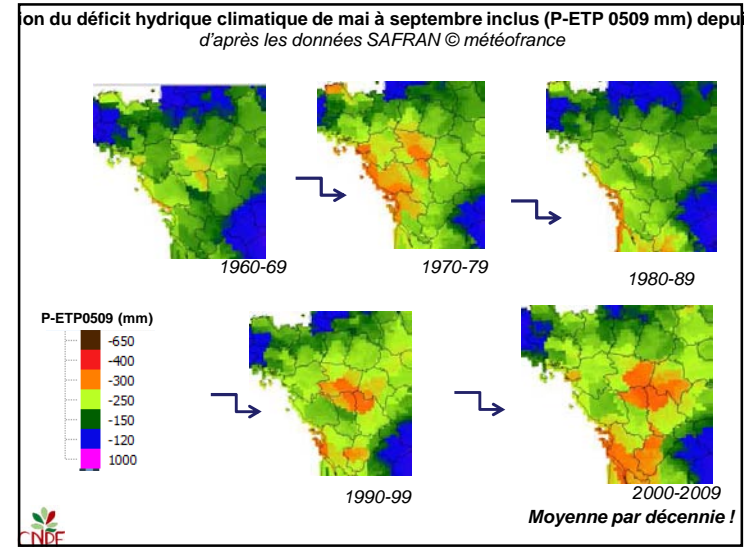 ion du déficit hydrique climatique de mai à septembre inclus (P-ETP 0509 mm) depui
d'après les données SAFRAN © météofrance
1960-69
1970-79
1980-89
P-ETP0509 (mm)
-650
-400
-300
-250
-150
-120
1000
1990-99
2000-2009
Moyenne par décennie !
CNPF